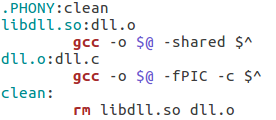 .PHONY:clean
libdll.so:dll.o
	gcc -o $@ -shared $^
dll.o:dll.c
	gcc -o $@ -fPIC -c $^
clean:
	rm libdll.so dll.o